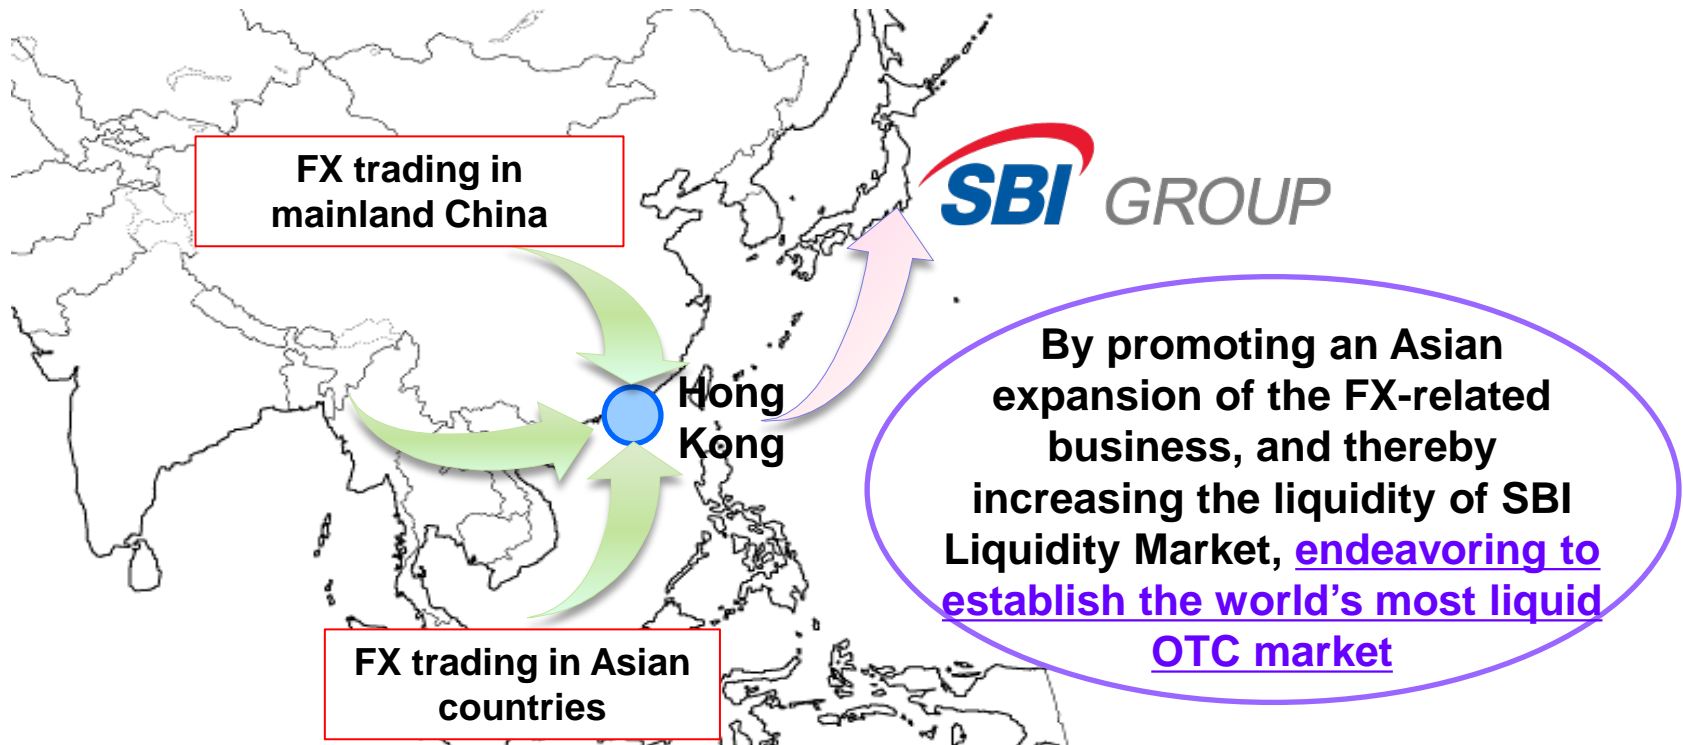 FX trading in
mainland China
SBI GROUP
Hong
Kong
By promoting an Asian
expansion of the FX-related
business, and thereby
increasing the liquidity of SBI
Liquidity Market, endeavoring to
establish the world’s most liquid
OTC market
FX trading in Asian
countries